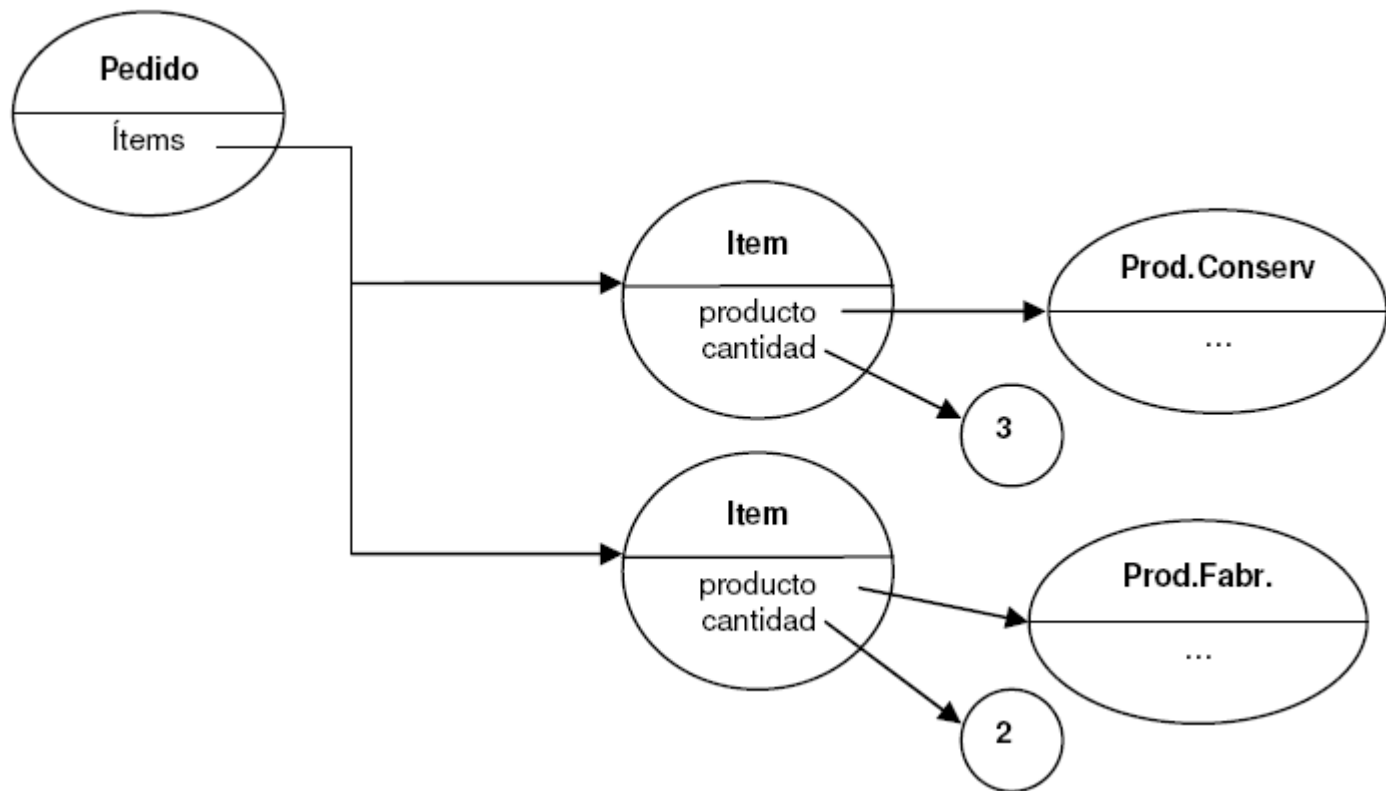 Pedido
Ítems
Item
producto
cantidad
Prod.Conserv
...
3
Item
producto
cantidad
Prod.Fabr.
...
2